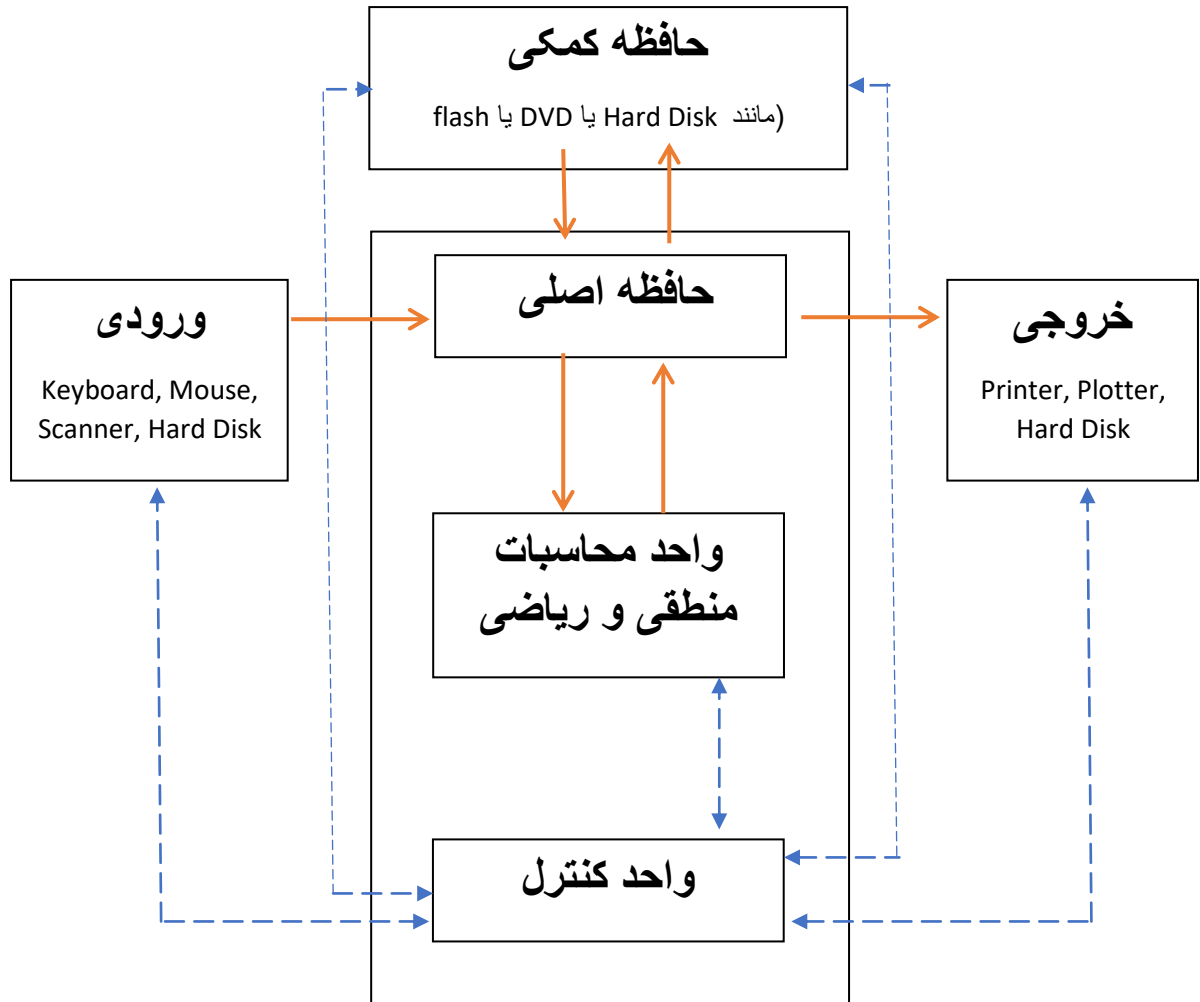 حافظه کمکی
(مانند Hard Disk یا DVD یا flash
حافظه اصلی
ورودی
Keyboard, Mouse,
Scanner, Hard Disk
خروجی
Printer, Plotter,
Hard Disk
واحد محاسبات
منطقی و ریاضی
واحد کنترل